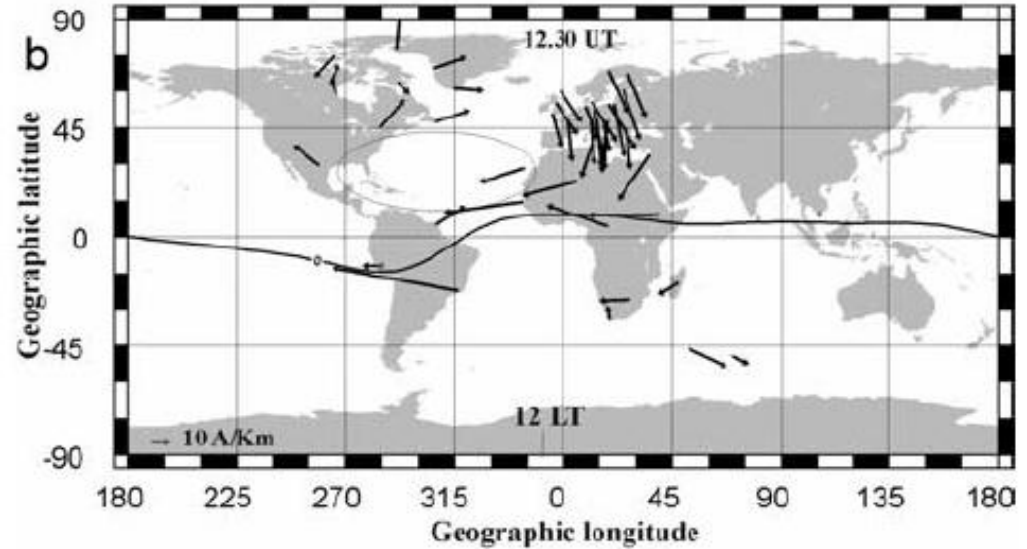 b
12.30 UT
90
45
0
-45
-90
Geographic latitude
0
12 LT
→ 10 A/Km
180 225 270 315 0 45 90 135 180
Geographic longitude